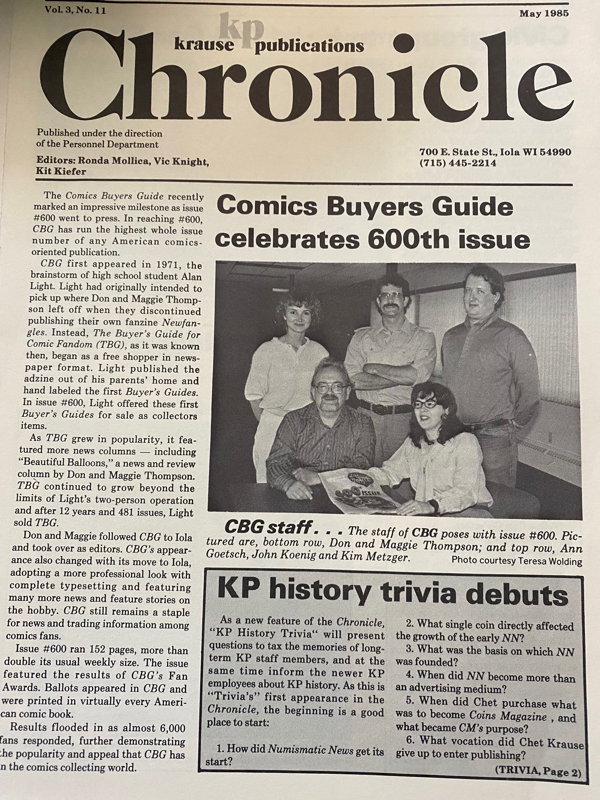 Vol. 3, No. 11
May 1985
kp
krause publications
Chronicle
Published under the direction
of the Personnel Department
Editors: Ronda Mollica, Vic Knight,
Kit Kiefer
700 E. State St., Iola WI 54990
(715) 445-2214
The Comics Buyers Guide recently
marked an impressive milestone as issue
#600 went to press. In reaching #600,
CBG has run the highest whole issue
number of any American comics-
oriented publication.
CBG first appeared in 1971, the
brainstorm of high school student Alan
Light. Light had originally intended to
pick up where Don and Maggie Thomp-
son left off when they discontinued
publishing their own fanzine Newfan-
gles. Instead, The Buyer's Guide for
Comic Fandom (TBG), as it was known
then, began as a free shopper in news-
paper format. Light published the
adzine out of his parents' home and
hand labeled the first Buyer's Guides.
In issue #600, Light offered these first
Buyer's Guides for sale as collectors
items.
As TBG grew in popularity, it fea-
tured more news columns — including
"Beautiful Balloons," a news and review
column by Don and Maggie Thompson.
TBG continued to grow beyond the
limits of Light's two-person operation
and after 12 years and 481 issues, Light
sold TBG.
Don and Maggie followed CBG to Iola
and took over as editors. CBG's appear-
ance also changed with its move to Iola,
adopting a more professional look with
complete typesetting and featuring
many more news and feature stories on
the hobby. CBG still remains a staple
for news and trading information among
comics fans.
Issue #600 ran 152 pages, more than
double its usual weekly size. The issue
featured the results of CBG's Fan
Awards. Ballots appeared in CBG and
were printed in virtually every Ameri-
can comic book.
Results flooded in as almost 6,000
fans responded, further demonstrating
the popularity and appeal that CBG has
in the comics collecting world.
Comics Buyers Guide
celebrates 600th issue
600
ISSUE
CBG staff. . . The staff of CBG poses with issue #600. Pic-
tured are, bottom row, Don and Maggie Thompson; and top row, Ann
Goetsch, John Koenig and Kim Metzger.
Photo courtesy Teresa Wolding
KP history trivia debuts
As a new feature of the Chronicle,
"KP History Trivia" will present
questions to tax the memories of long-
term KP staff members, and at the
same time inform the newer KP
employees about KP history. As this is
"Trivia's" first appearance in the
Chronicle, the beginning is a good
place to start:
1. How did Numismatic News get its
start?
2. What single coin directly affected
the growth of the early NN?
3. What was the basis on which NN
was founded?
4. When did NN become more than
an advertising medium?
5. When did Chet purchase what
was to become Coins Magazine , and
what became CM's purpose?
6. What vocation did Chet Krause
give up to enter publishing?
(TRIVIA, Page 2)